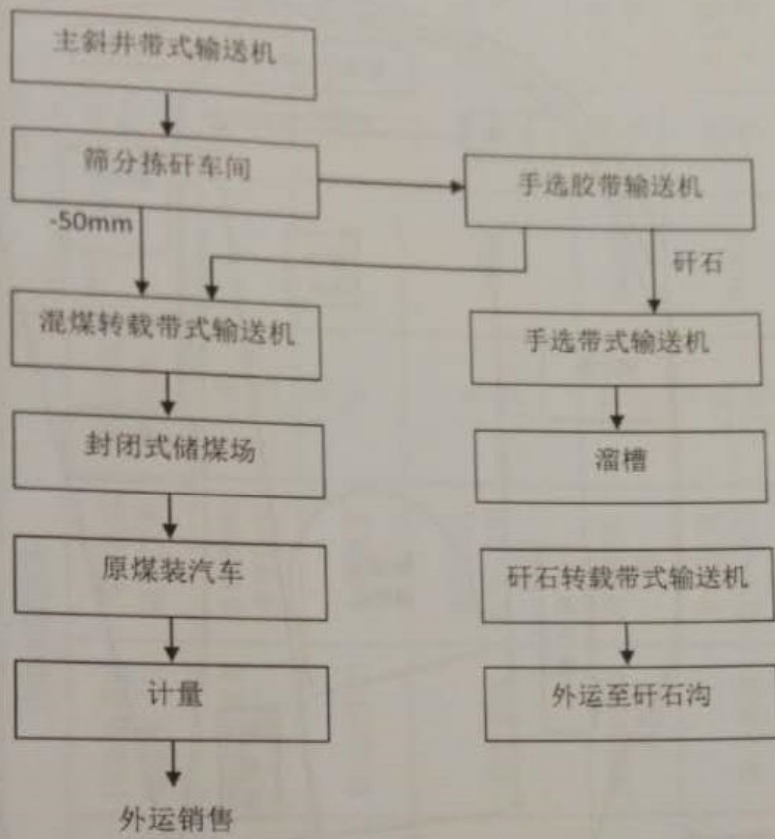 主斜井带式输送机
筛分拣矸车间
手选胶带输送机
-50mm
矸石
混煤转载带式输送机
手选带式输送机
封闭式储煤场
溜槽
原煤装汽车
矸石转载带式输送机
计量
外运至矸石沟
外运销售